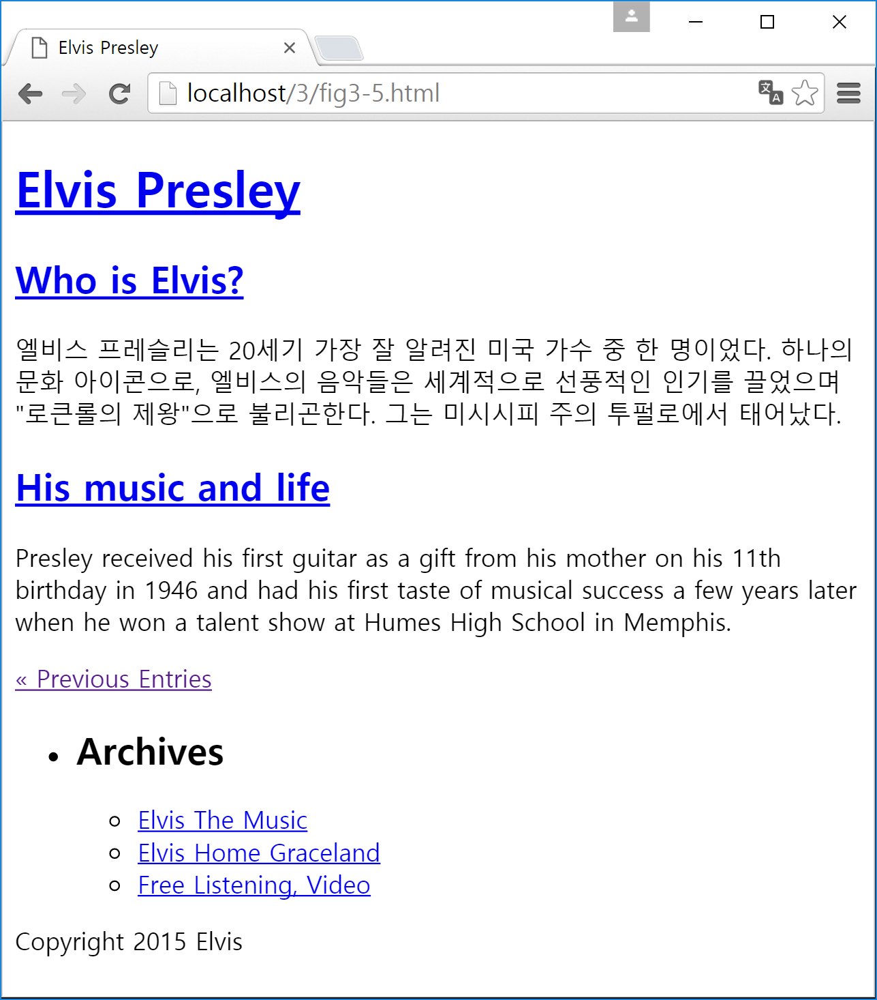 Elvis Presley
localhost/3/fig3-5.html
Elvis Presley
Who is Elvis?
엘비스 프레슬리는 20세기 가장 잘 알려진 미국 가수 중 한 명이었다. 하나의
문화 아이콘으로, 엘비스의 음악들은 세계적으로 선풍적인 인기를 끌었으며
"로큰롤의 제왕"으로 불리곤한다. 그는 미시시피 주의 투펄로에서 태어났다.
His music and life
Presley received his first guitar as a gift from his mother on his 11th
birthday in 1946 and had his first taste of musical success a few years later
when he won a talent show at Humes High School in Memphis.
« Previous Entries
• Archives
○ Elvis The Music
○ Elvis Home Graceland
○ Free Listening, Video
Copyright 2015 Elvis